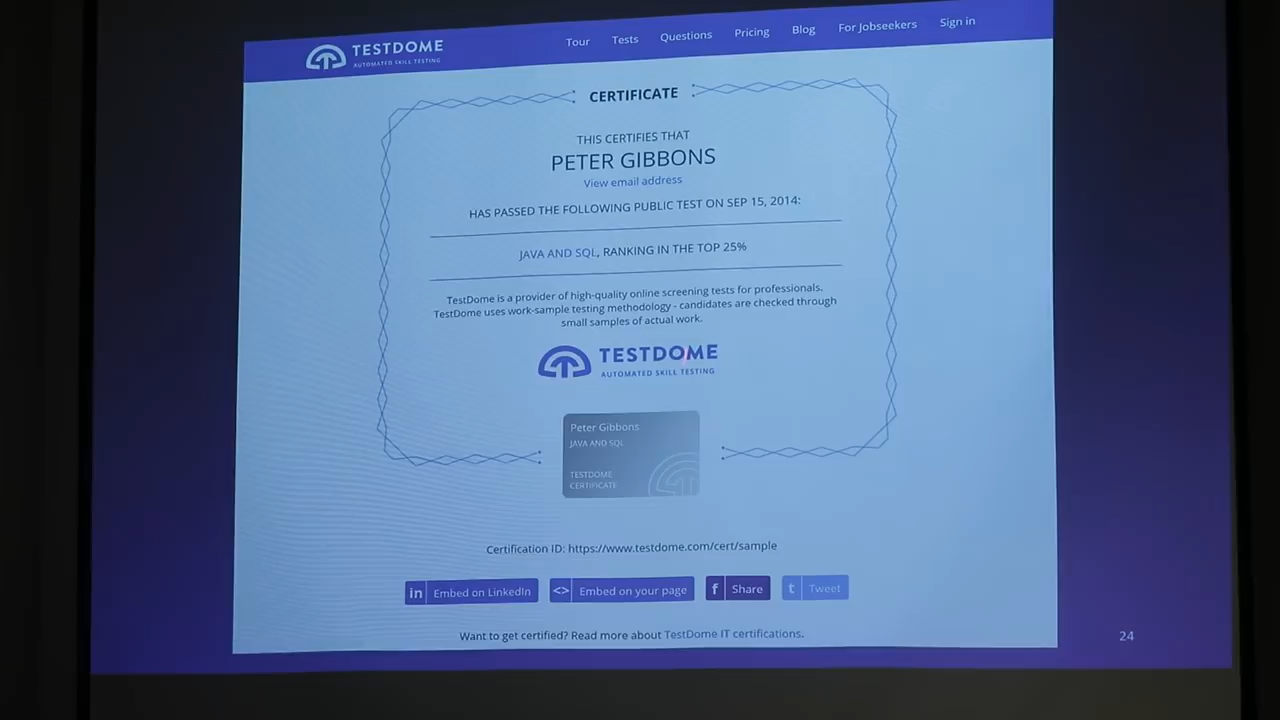 TESTDOME
AUTOMATED SKILL TESTING
Tour Tests Questions Pricing Blog For Jobseekers Sign in
CERTIFICATE
THIS CERTIFIES THAT
PETER GIBBONS
View email address
HAS PASSED THE FOLLOWING PUBLIC TEST ON SEP 15, 2014:
JAVA AND SQL, RANKING IN THE TOP 25%
TestDome is a provider of high-quality online screening tests for professionals.
TestDome uses work-sample testing methodology - candidates are checked through
small samples of actual work.
TESTDOME
AUTOMATED SKILL TESTING
Peter Gibbons
JAVA AND SQL
TESTDOME
CERTIFICATE
Certification ID: https://www.testdome.com/cert/sample
in Embed on LinkedIn <> Embed on your page f Share t Tweet
Want to get certified? Read more about TestDome IT certifications.
24